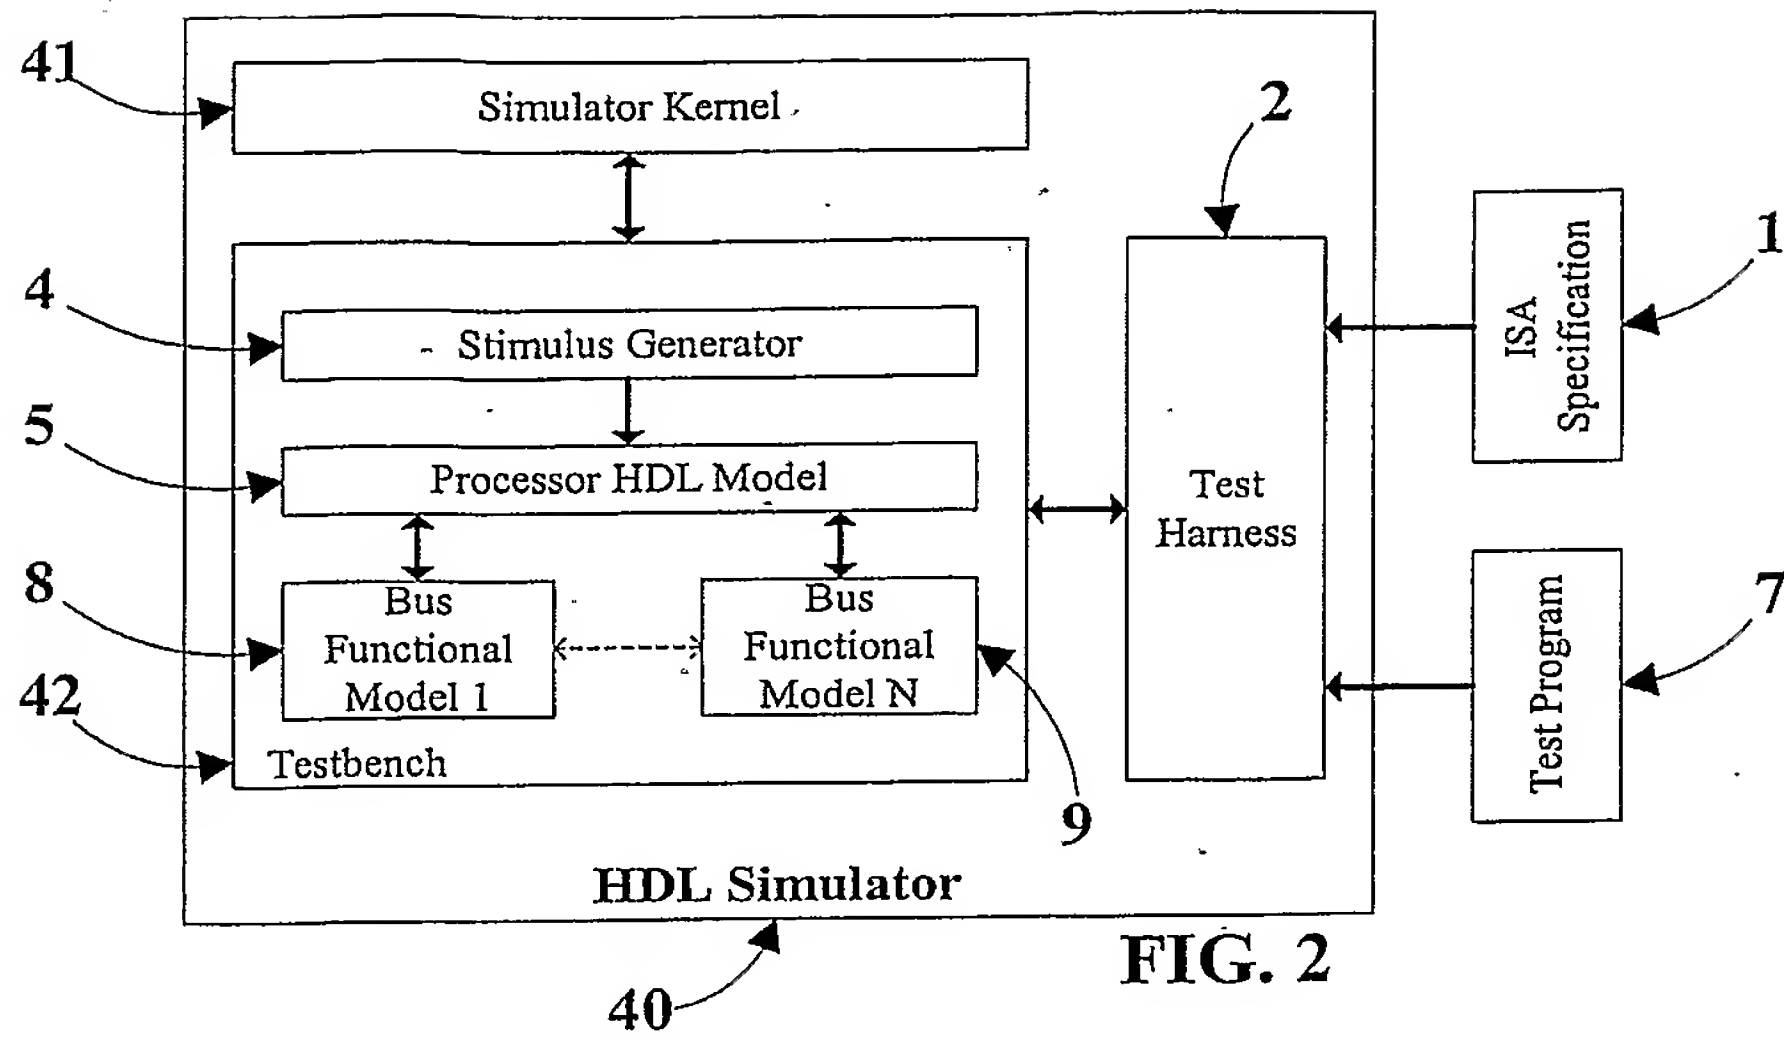 41
Simulator Kernel
2
1
ISA
Specification
4
Stimulus Generator
5
Processor HDL Model
Test
Harness
8
Bus
Functional
Model 1
Bus
Functional
Model N
7
Test Program
42
Testbench
9
HDL Simulator
FIG. 2
40